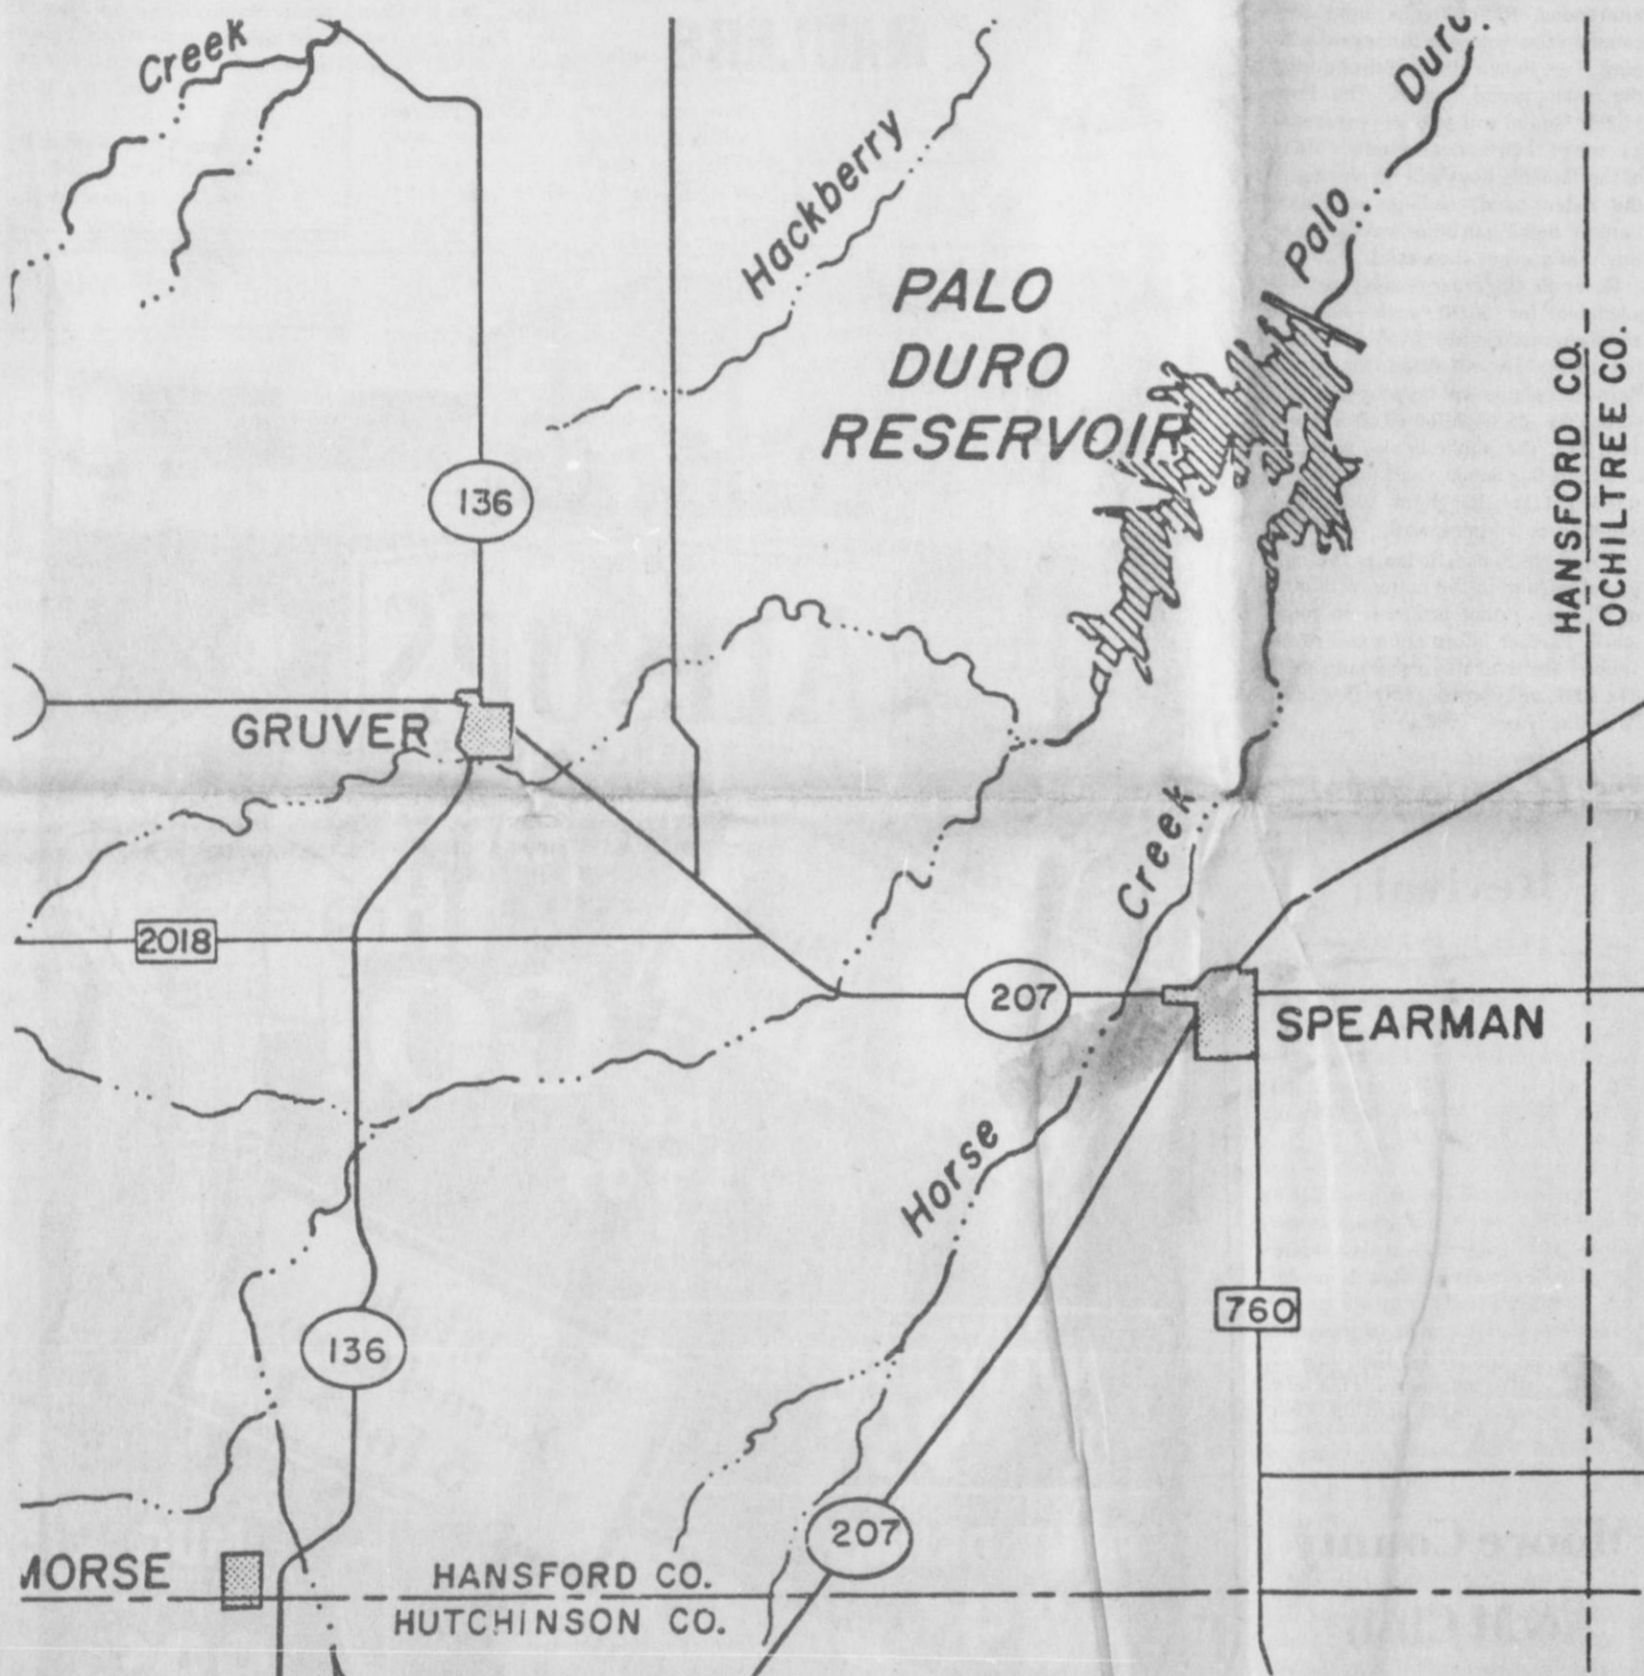 Creek
Duro
Hackberry
Palo
PALO
DURO
RESERVOIR
HANSFORD CO.
OCHILTREE CO.
136
GRUVER
Creek
2018
207
SPEARMAN
Horse
760
136
207
MORSE
HANSFORD CO.
HUTCHINSON CO.